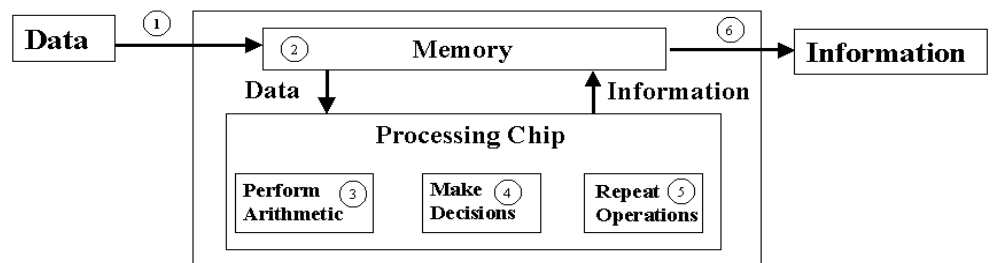 Data
1
2
Memory
6
Information
Data
Information
Processing Chip
Perform
Arithmetic
3
Make
Decisions
4
Repeat
Operations
5